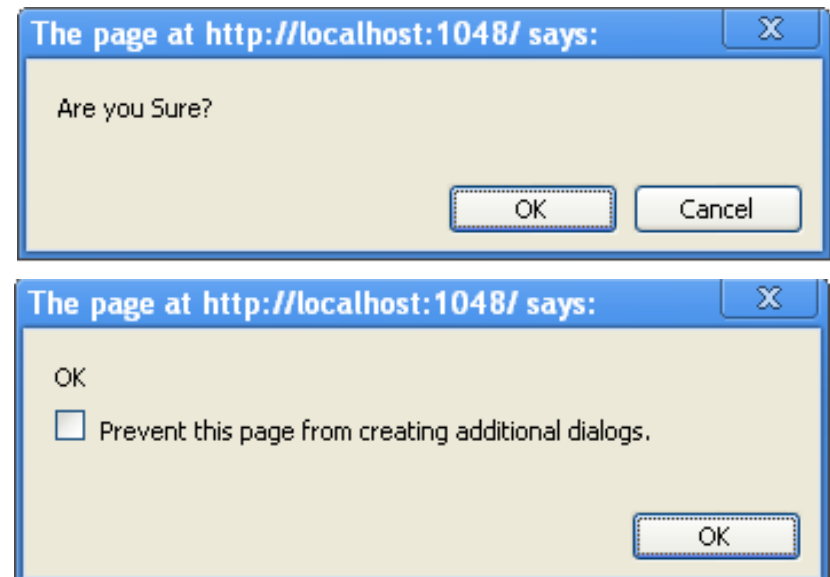 The page at http://localhost:1048/ says:
Are you Sure?
OK Cancel
The page at http://localhost:1048/ says:
OK
Prevent this page from creating additional dialogs.
OK